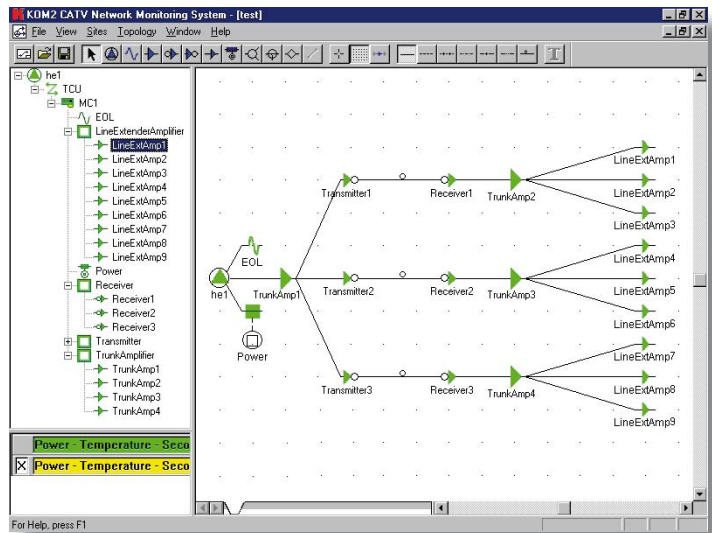 KOM2 CATV Network Monitoring System - [test]
File View Sites Topology Window Help
he1
TCU
MC1
EOL
LineExtenderAmplifier
LineExtAmp1
LineExtAmp2
LineExtAmp3
LineExtAmp4
LineExtAmp5
LineExtAmp6
LineExtAmp7
LineExtAmp8
LineExtAmp9
Power
Receiver
Receiver1
Receiver2
Receiver3
Transmitter
TrunkAmplifier
TrunkAmp1
TrunkAmp2
TrunkAmp3
TrunkAmp4
Power - Temperature - Seco
Power - Temperature - Seco
LineExtAmp1
Transmitter1 Receiver1 TrunkAmp2 LineExtAmp2
LineExtAmp3
EOL
LineExtAmp4
he1 TrunkAmp1 Transmitter2 Receiver2 TrunkAmp3 LineExtAmp5
LineExtAmp6
Power
LineExtAmp7
Transmitter3 Receiver3 TrunkAmp4 LineExtAmp8
LineExtAmp9
For Help, press F1